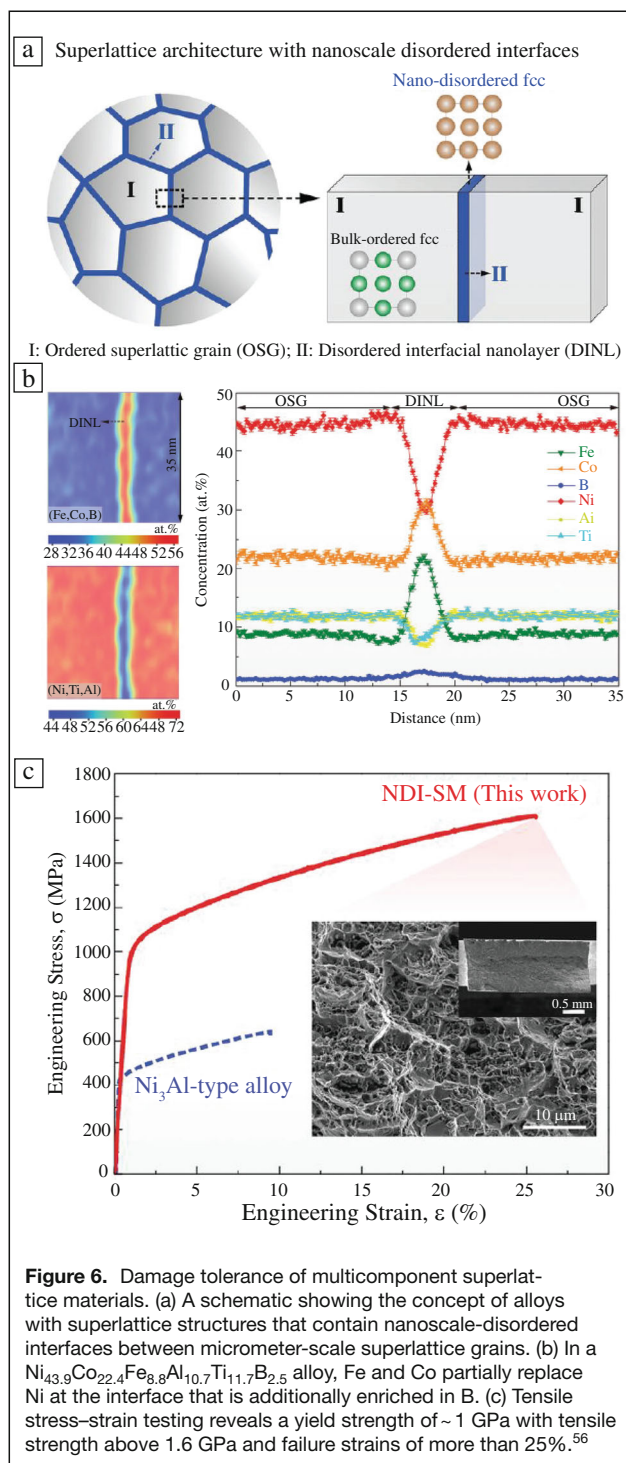 a Superlattice architecture with nanoscale disordered interfaces
Nano-disordered fcc
II
I
I
I
Bulk-ordered fcc
II
I: Ordered superlattic grain (OSG); II: Disordered interfacial nanolayer (DINL)
b
DINL
35 nm
(Fe,Co,B)
at.%
28 32 36 40 44 48 52 56
(Ni,Ti,Al)
at.%
44 48 52 56 60 64 68 72
Concentration (at.%)
50
40
30
20
10
0
OSG DINL OSG
Fe
Co
B
Ni
Ai
Ti
0 5 10 15 20 25 30 35
Distance (nm)
c
Engineering Stress, σ (MPa)
1800
1600
1400
1200
1000
800
600
400
200
0
NDI-SM (This work)
Ni₃Al-type alloy
0.5 mm
10 μm
0 5 10 15 20 25 30
Engineering Strain, ε (%)
Figure 6. Damage tolerance of multicomponent superlat-
tice materials. (a) A schematic showing the concept of alloys
with superlattice structures that contain nanoscale-disordered
interfaces between micrometer-scale superlattice grains. (b) In a
Ni₄₃.₉Co₂₂.₄Fe₈.₈Al₁₀.₇Ti₁₁.₇B₂.₅ alloy, Fe and Co partially replace
Ni at the interface that is additionally enriched in B. (c) Tensile
stress–strain testing reveals a yield strength of ~1 GPa with tensile
strength above 1.6 GPa and failure strains of more than 25%.⁵⁶